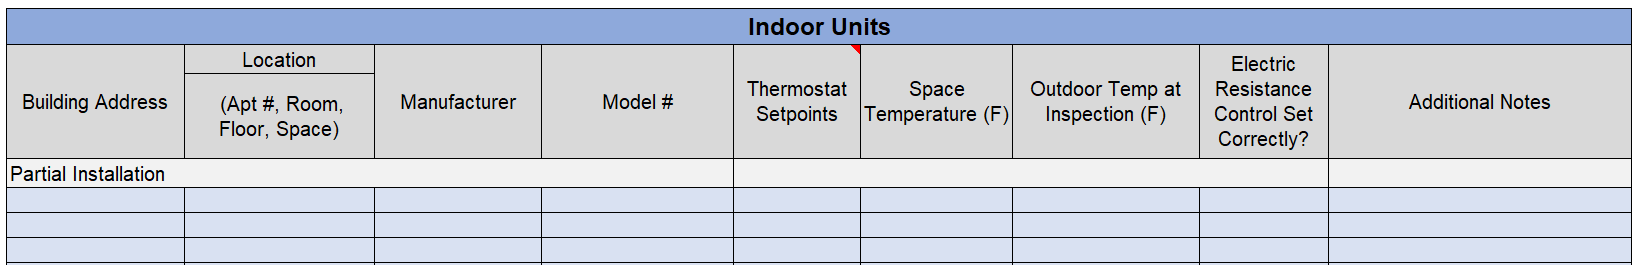 Indoor Units
Building Address
Location
(Apt #, Room,
Floor, Space)
Manufacturer
Model #
Thermostat
Setpoints
Space
Temperature (F)
Outdoor Temp at
Inspection (F)
Electric
Resistance
Control Set
Correctly?
Additional Notes
Partial Installation